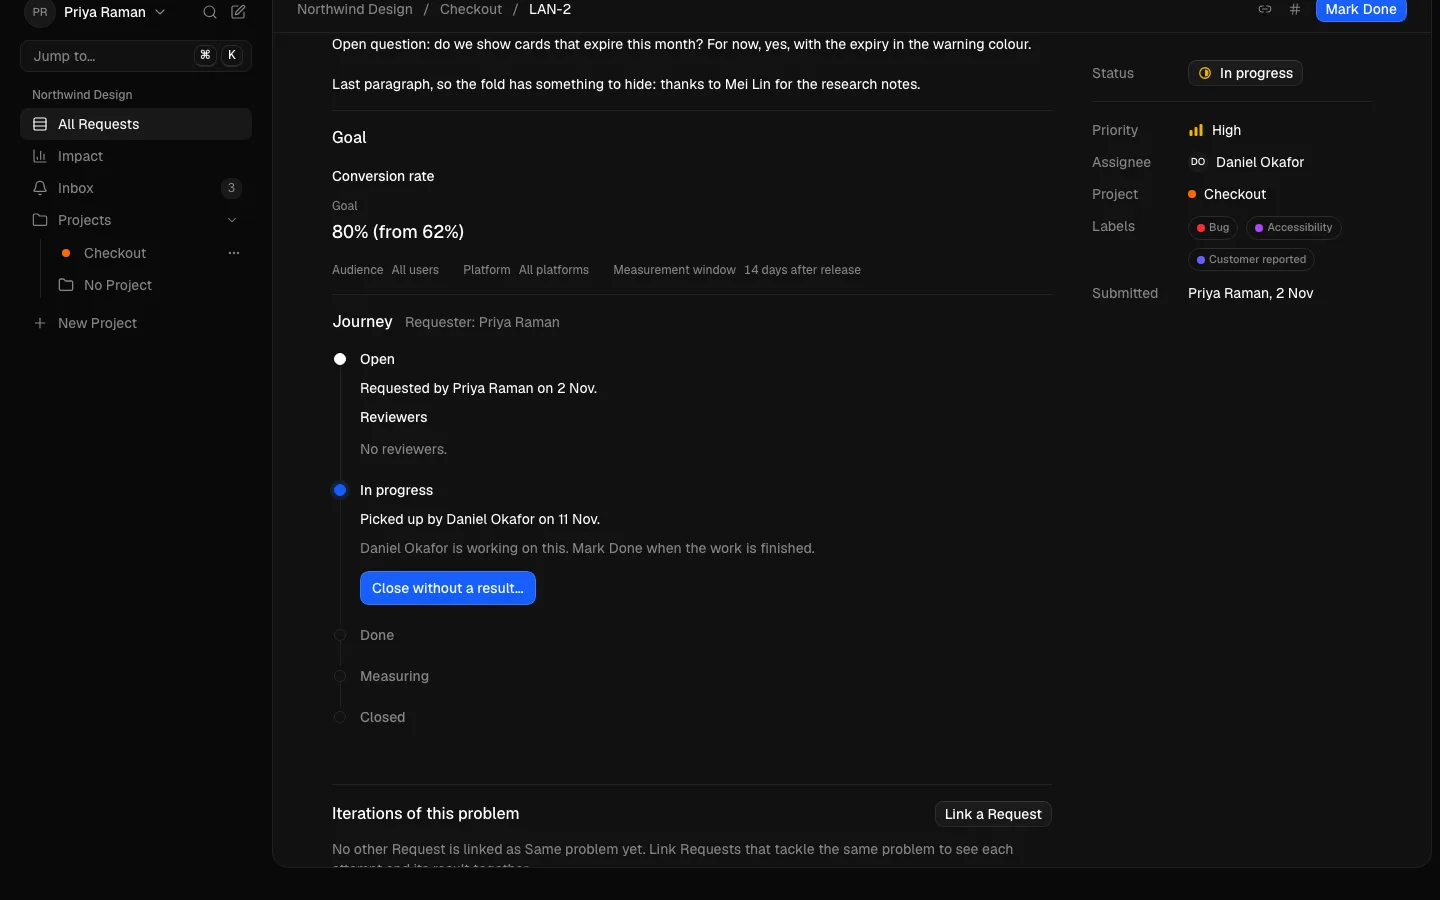 PR
Priya Raman
Jump to...
⌘ K
Northwind Design
All Requests
Impact
Inbox
3
Projects
Checkout
No Project
New Project
Northwind Design / Checkout / LAN-2
Mark Done
Open question: do we show cards that expire this month? For now, yes, with the expiry in the warning colour.
Last paragraph, so the fold has something to hide: thanks to Mei Lin for the research notes.
Goal
Conversion rate
Goal
80% (from 62%)
Audience All users Platform All platforms Measurement window 14 days after release
Journey Requester: Priya Raman
Open
Requested by Priya Raman on 2 Nov.
Reviewers
No reviewers.
In progress
Picked up by Daniel Okafor on 11 Nov.
Daniel Okafor is working on this. Mark Done when the work is finished.
Close without a result...
Done
Measuring
Closed
Iterations of this problem
Link a Request
No other Request is linked as Same problem yet. Link Requests that tackle the same problem to see each
attempt and its result together.
Status In progress
Priority High
Assignee DO Daniel Okafor
Project Checkout
Labels Bug Accessibility
Customer reported
Submitted Priya Raman, 2 Nov